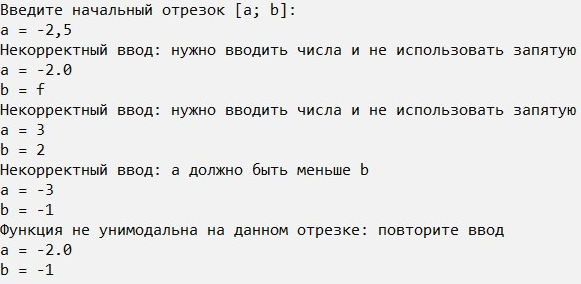 Введите начальный отрезок [a; b]:
a = -2,5
Некорректный ввод: нужно вводить числа и не использовать запятую
a = -2.0
b = f
Некорректный ввод: нужно вводить числа и не использовать запятую
a = 3
b = 2
Некорректный ввод: a должно быть меньше b
a = -3
b = -1
Функция не унимодальна на данном отрезке: повторите ввод
a = -2.0
b = -1